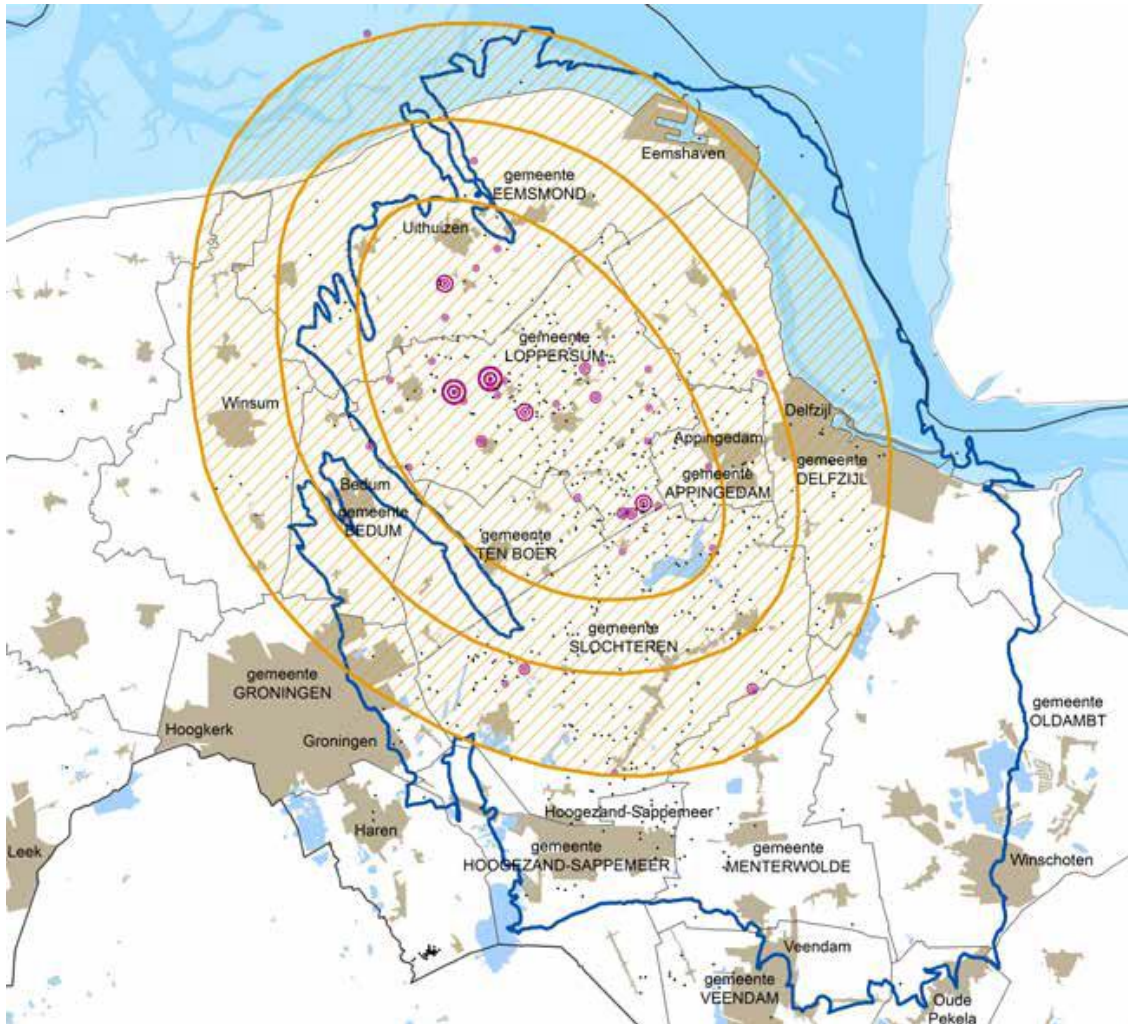 Eemshaven
gemeente
EEMSMOND
Uithuizen
gemeente
LOPPERSUM
Winsum
Delfzijl
Appingedam
gemeente
DELFZIJL
gemeente
APPINGEDAM
Bedum
gemeente
BEDUM
gemeente
TEN BOER
gemeente
SLOCHTEREN
gemeente
GRONINGEN
gemeente
OLDAMBT
Hoogkerk
Groningen
Hoogezand-Sappemeer
Haren
Leek
gemeente
HOOGEZAND-SAPPEMEER
gemeente
MENTERWOLDE
Winschoten
Veendam
gemeente
VEENDAM
Oude
Pekela